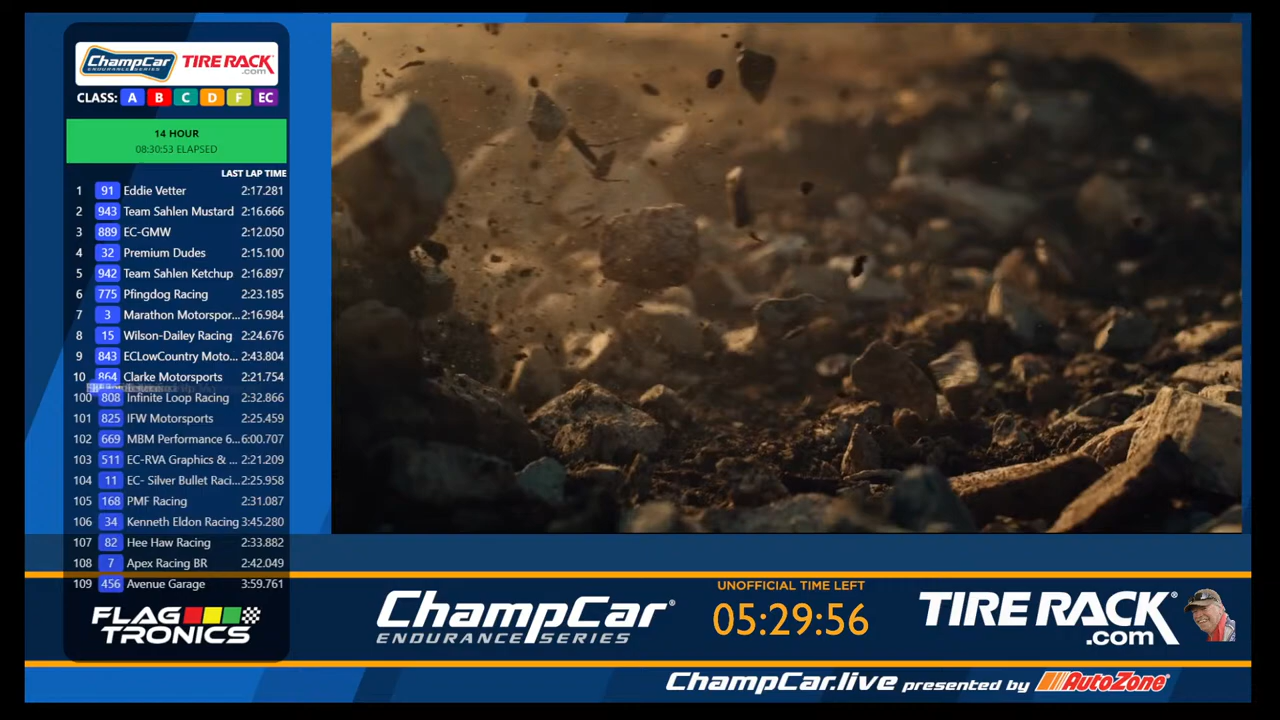 ChampCar ENDURANCE SERIES TIRE RACK .com
CLASS: A B C D F EC
14 HOUR
08:30:53 ELAPSED
LAST LAP TIME
1 91 Eddie Vetter 2:17.281
2 943 Team Sahlen Mustard 2:16.666
3 889 EC-GMW 2:12.050
4 32 Premium Dudes 2:15.100
5 942 Team Sahlen Ketchup 2:16.897
6 775 Pfingdog Racing 2:23.185
7 3 Marathon Motorspor... 2:16.984
8 15 Wilson-Dailey Racing 2:24.676
9 843 ECLowCountry Moto... 2:43.804
10 864 Clarke Motorsports 2:21.754
100 808 Infinite Loop Racing 2:32.866
101 825 IFW Motorsports 2:25.459
102 669 MBM Performance 6... 6:00.707
103 511 EC-RVA Graphics & ... 2:21.209
104 11 EC- Silver Bullet Raci... 2:25.958
105 168 PMF Racing 2:31.087
106 34 Kenneth Eldon Racing 3:45.280
107 82 Hee Haw Racing 2:33.882
108 7 Apex Racing BR 2:42.049
109 456 Avenue Garage 3:59.761
FLAG
TRONICS
ChampCar®
ENDURANCE SERIES
UNOFFICIAL TIME LEFT
05:29:56
TIRE RACK®
.com
ChampCar.live presented by AutoZone